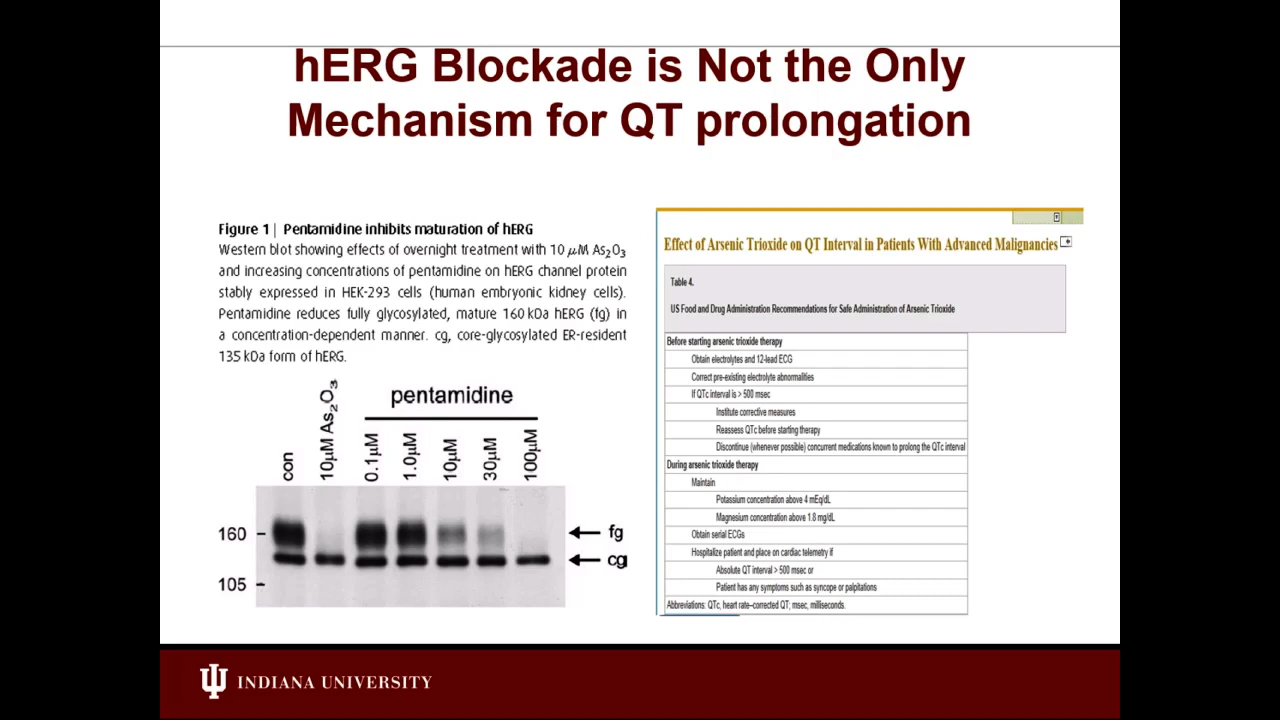 hERG Blockade is Not the Only
Mechanism for QT prolongation
Figure 1 | Pentamidine inhibits maturation of hERG
Western blot showing effects of overnight treatment with 10 μM As2O3
and increasing concentrations of pentamidine on hERG channel protein
stably expressed in HEK-293 cells (human embryonic kidney cells).
Pentamidine reduces fully glycosylated, mature 160 kDa hERG (fg) in
a concentration-dependent manner. cg, core-glycosylated ER-resident
135 kDa form of hERG.
pentamidine
con
10μM As2O3
0.1μM
1.0μM
10μM
30μM
100μM
160
fg
cg
105
Effect of Arsenic Trioxide on QT Interval in Patients With Advanced Malignancies
Table 4.
US Food and Drug Administration Recommendations for Safe Administration of Arsenic Trioxide
Before starting arsenic trioxide therapy
Obtain electrolytes and 12-lead ECG
Correct pre-existing electrolyte abnormalities
If QTc interval is > 500 msec
Institute corrective measures
Reassess QTc before starting therapy
Discontinue (whenever possible) concurrent medications known to prolong the QTc interval
During arsenic trioxide therapy
Maintain
Potassium concentration above 4 mEq/dL
Magnesium concentration above 1.8 mg/dL
Obtain serial ECGs
Hospitalize patient and place on cardiac telemetry if
Absolute QT interval > 500 msec or
Patient has any symptoms such as syncope or palpitations
Abbreviations: QTc, heart rate–corrected QT; msec, milliseconds.
INDIANA UNIVERSITY